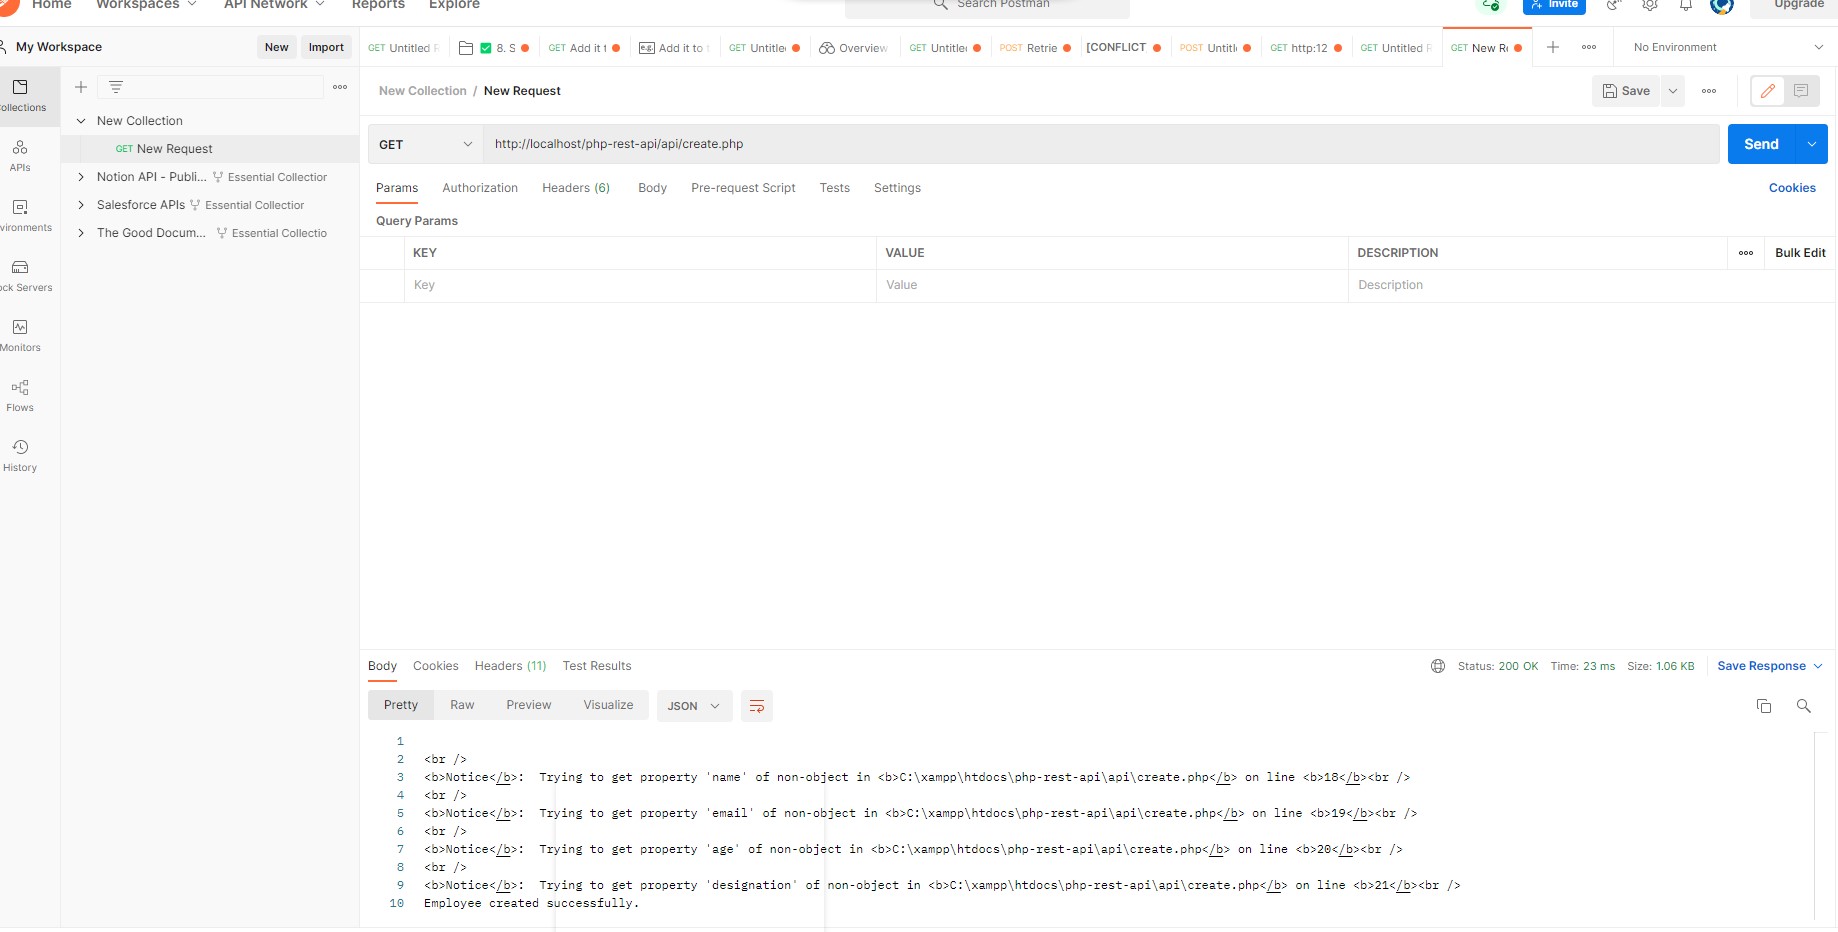 Home Workspaces API Network Reports Explore Search Postman Invite Upgrade
My Workspace New Import GET Untitled 8. S GET Add it t e.g. Add it to GET Untitle Overview GET Untitle POST Retrie [CONFLICT POST Untitl GET http:12 GET Untitled GET New Re No Environment
Collections
New Collection / New Request Save
New Collection
GET New Request
GET http://localhost/php-rest-api/api/create.php Send
APIs
Notion API - Publi... Essential Collection
Salesforce APIs Essential Collection
The Good Docum... Essential Collectio
Params Authorization Headers (6) Body Pre-request Script Tests Settings Cookies
Query Params
vironments
KEY VALUE DESCRIPTION Bulk Edit
Key Value Description
ock Servers
Monitors
Flows
History
Body Cookies Headers (11) Test Results Status: 200 OK Time: 23 ms Size: 1.06 KB Save Response
Pretty Raw Preview Visualize JSON
1
2 <br />
3 <b>Notice</b>:  Trying to get property 'name' of non-object in <b>C:\xampp\htdocs\php-rest-api\api\create.php</b> on line <b>18</b><br />
4 <br />
5 <b>Notice</b>:  Trying to get property 'email' of non-object in <b>C:\xampp\htdocs\php-rest-api\api\create.php</b> on line <b>19</b><br />
6 <br />
7 <b>Notice</b>:  Trying to get property 'age' of non-object in <b>C:\xampp\htdocs\php-rest-api\api\create.php</b> on line <b>20</b><br />
8 <br />
9 <b>Notice</b>:  Trying to get property 'designation' of non-object in <b>C:\xampp\htdocs\php-rest-api\api\create.php</b> on line <b>21</b><br />
10 Employee created successfully.